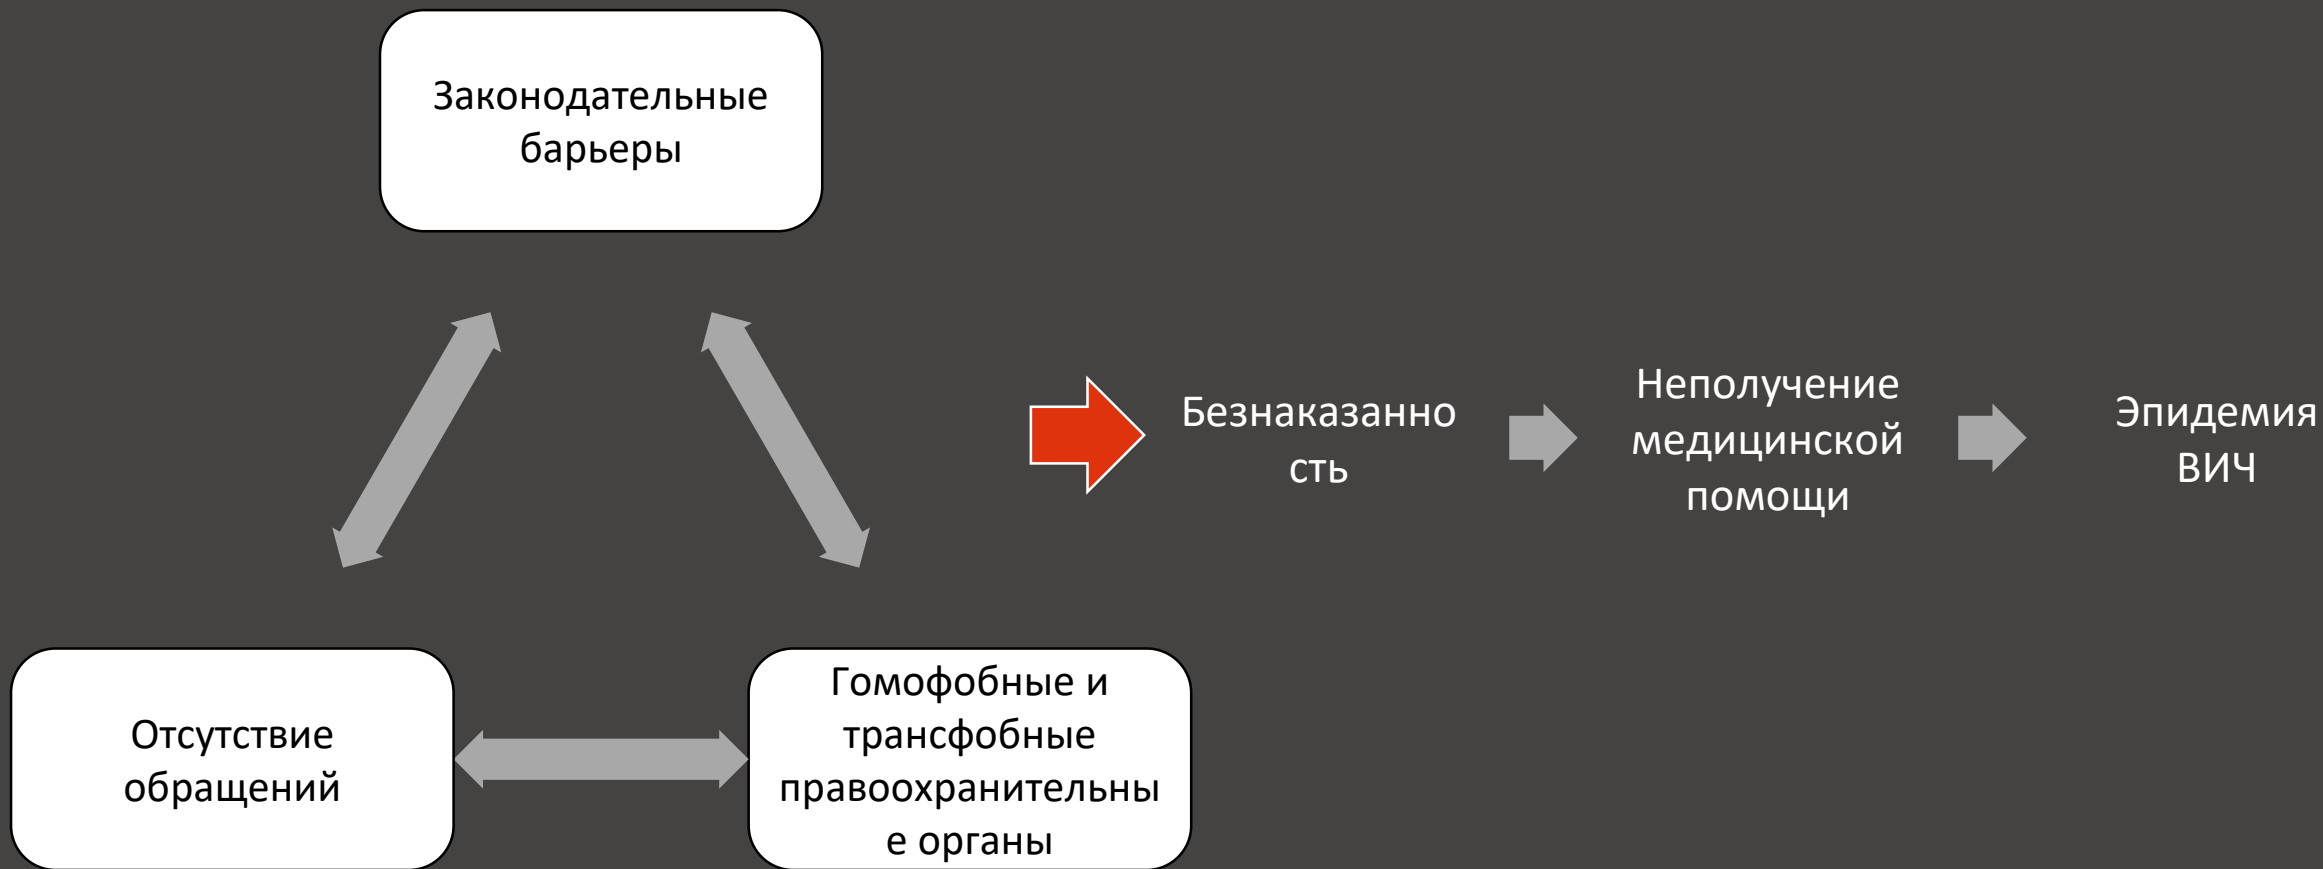 Законодательные
барьеры
Безнаказанно
сть
Неполучение
медицинской
помощи
Эпидемия
ВИЧ
Отсутствие
обращений
Гомофобные и
трансфобные
правоохранительны
е органы